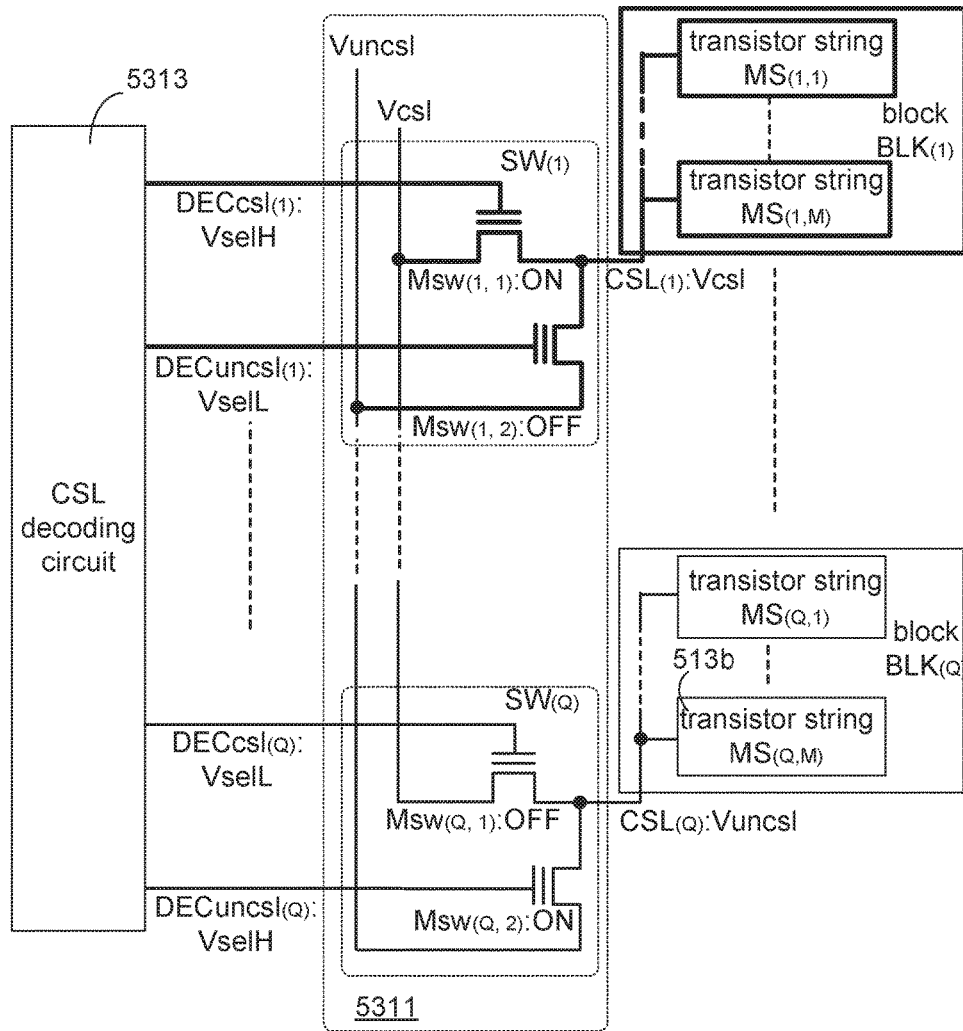 5313
CSL
decoding
circuit
Vuncsl
Vcsl
SW(1)
DECcsl(1):
VselH
Msw(1, 1):ON
CSL(1):Vcsl
DECuncsl(1):
VselL
Msw(1, 2):OFF
transistor string
MS(1,1)
block
BLK(1)
transistor string
MS(1,M)
SW(Q)
DECcsl(Q):
VselL
Msw(Q, 1):OFF
CSL(Q):Vuncsl
DECuncsl(Q):
VselH
Msw(Q, 2):ON
transistor string
MS(Q,1)
block
BLK(Q)
513b
transistor string
MS(Q,M)
5311